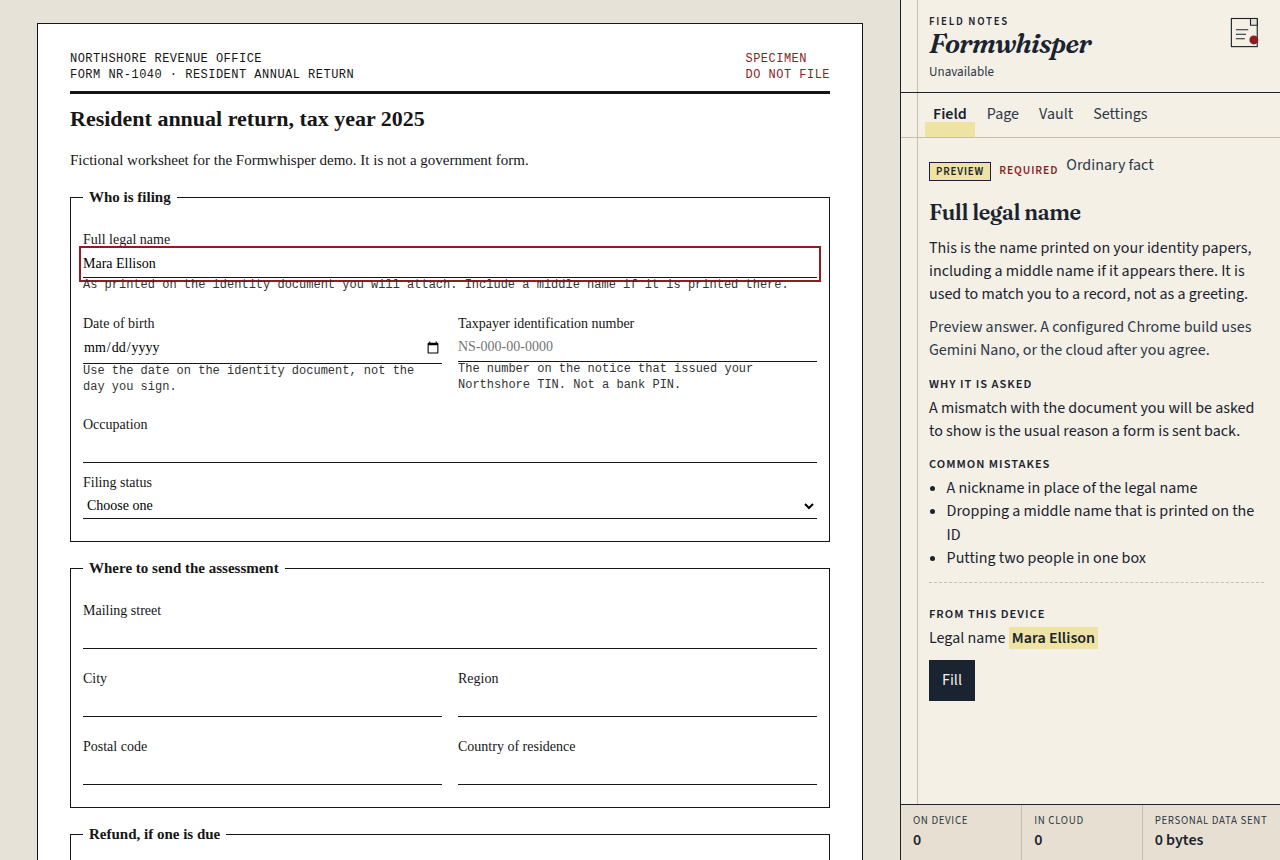 NORTHSHORE REVENUE OFFICE
FORM NR-1040 · RESIDENT ANNUAL RETURN
SPECIMEN
DO NOT FILE
Resident annual return, tax year 2025
Fictional worksheet for the Formwhisper demo. It is not a government form.
Who is filing
Full legal name
Mara Ellison
As printed on the identity document you will attach. Include a middle name if it is printed there.
Date of birth
mm/dd/yyyy
Use the date on the identity document, not the
day you sign.
Taxpayer identification number
NS-000-00-0000
The number on the notice that issued your
Northshore TIN. Not a bank PIN.
Occupation
Filing status
Choose one
Where to send the assessment
Mailing street
City
Region
Postal code
Country of residence
Refund, if one is due
FIELD NOTES
Formwhisper
Unavailable
Field Page Vault Settings
PREVIEW REQUIRED Ordinary fact
Full legal name
This is the name printed on your identity papers,
including a middle name if it appears there. It is
used to match you to a record, not as a greeting.
Preview answer. A configured Chrome build uses
Gemini Nano, or the cloud after you agree.
WHY IT IS ASKED
A mismatch with the document you will be asked
to show is the usual reason a form is sent back.
COMMON MISTAKES
• A nickname in place of the legal name
• Dropping a middle name that is printed on the
ID
• Putting two people in one box
FROM THIS DEVICE
Legal name Mara Ellison
Fill
ON DEVICE
0
IN CLOUD
0
PERSONAL DATA SENT
0 bytes